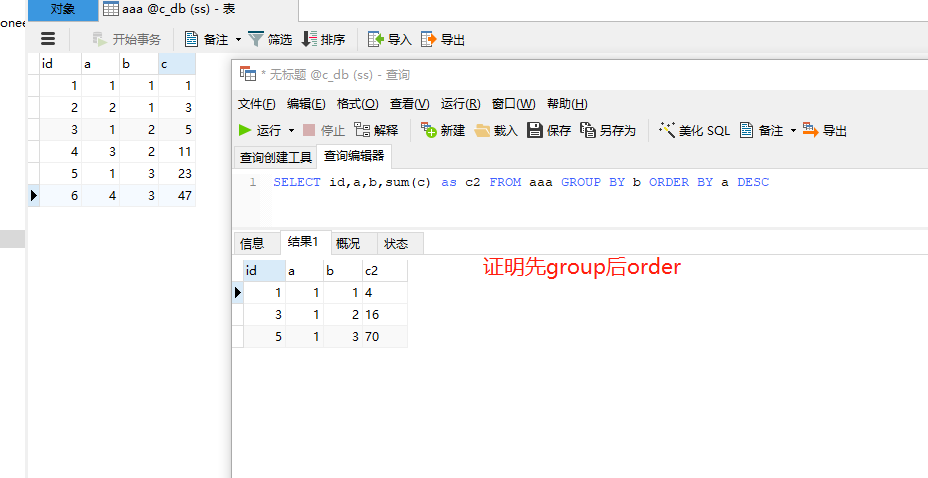 对象 aaa @c_db (ss) - 表
onee
开始事务 备注 筛选 排序 导入 导出
id a b c
1 1 1 1
2 2 1 3
3 1 2 5
4 3 2 11
5 1 3 23
6 4 3 47
* 无标题 @c_db (ss) - 查询
文件(F) 编辑(E) 格式(O) 查看(V) 运行(R) 窗口(W) 帮助(H)
运行 停止 解释 新建 载入 保存 另存为 美化 SQL 备注 导出
查询创建工具 查询编辑器
1 SELECT id,a,b,sum(c) as c2 FROM aaa GROUP BY b ORDER BY a DESC
信息 结果1 概况 状态
证明先group后order
id a b c2
1 1 1 4
3 1 2 16
5 1 3 70